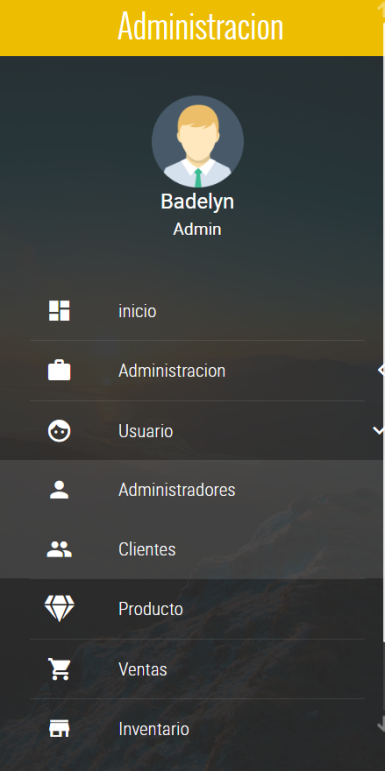 Administracion
Badelyn
Admin
inicio
Administracion
Usuario
Administradores
Clientes
Producto
Ventas
Inventario